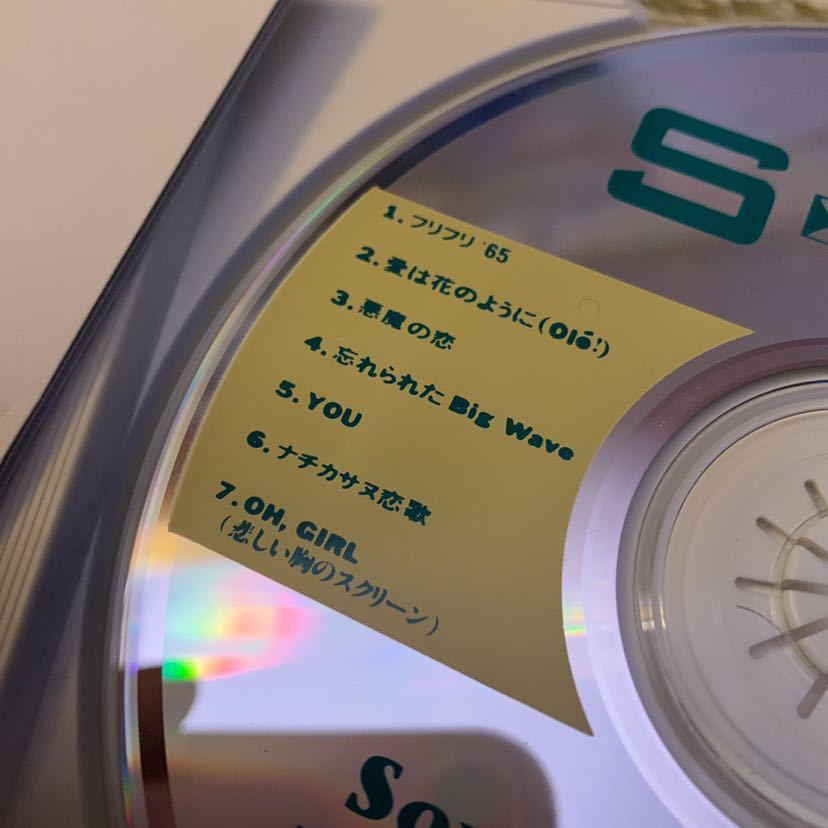 S
1. フリフリ '65
2. 愛は花のように(Olé!)
3. 悪魔の恋
4. 忘れられた Big Wave
5. YOU
6. ナチカサヌ恋歌
7. OH, GIRL
(悲しい胸のスクリーン)